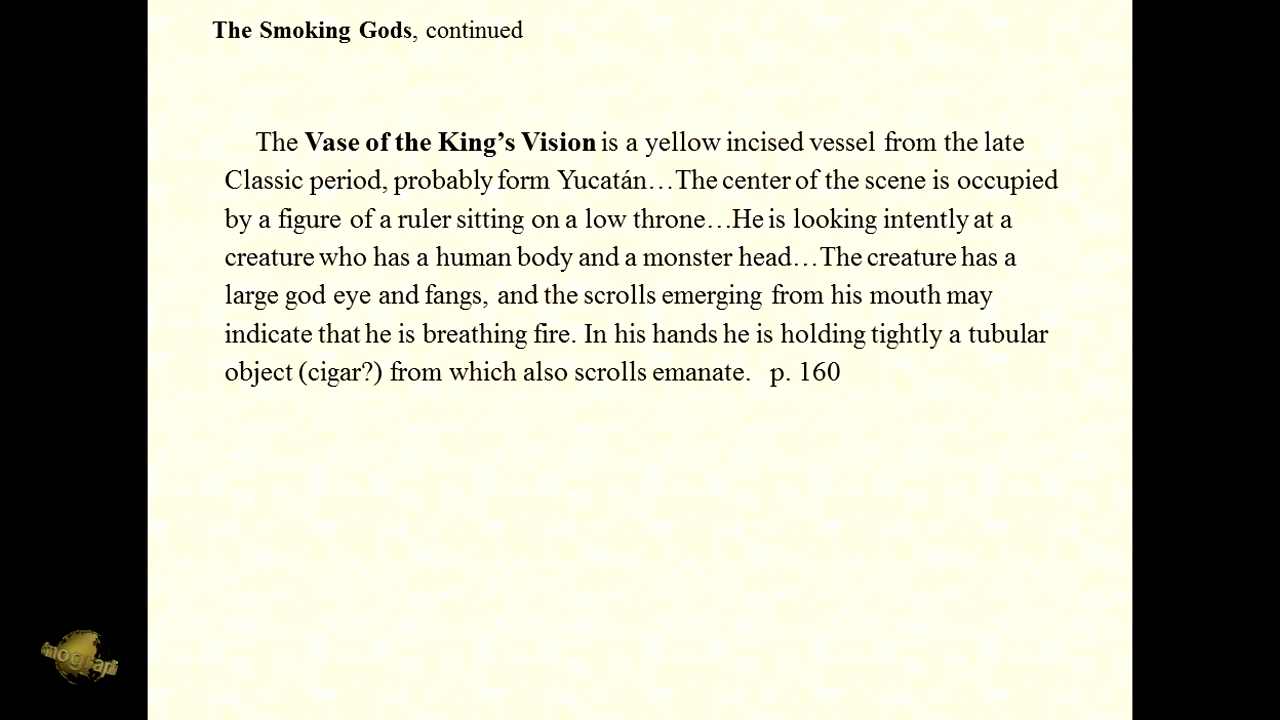 The Smoking Gods, continued
The Vase of the King’s Vision is a yellow incised vessel from the late
Classic period, probably form Yucatán…The center of the scene is occupied
by a figure of a ruler sitting on a low throne…He is looking intently at a
creature who has a human body and a monster head…The creature has a
large god eye and fangs, and the scrolls emerging from his mouth may
indicate that he is breathing fire. In his hands he is holding tightly a tubular
object (cigar?) from which also scrolls emanate. p. 160